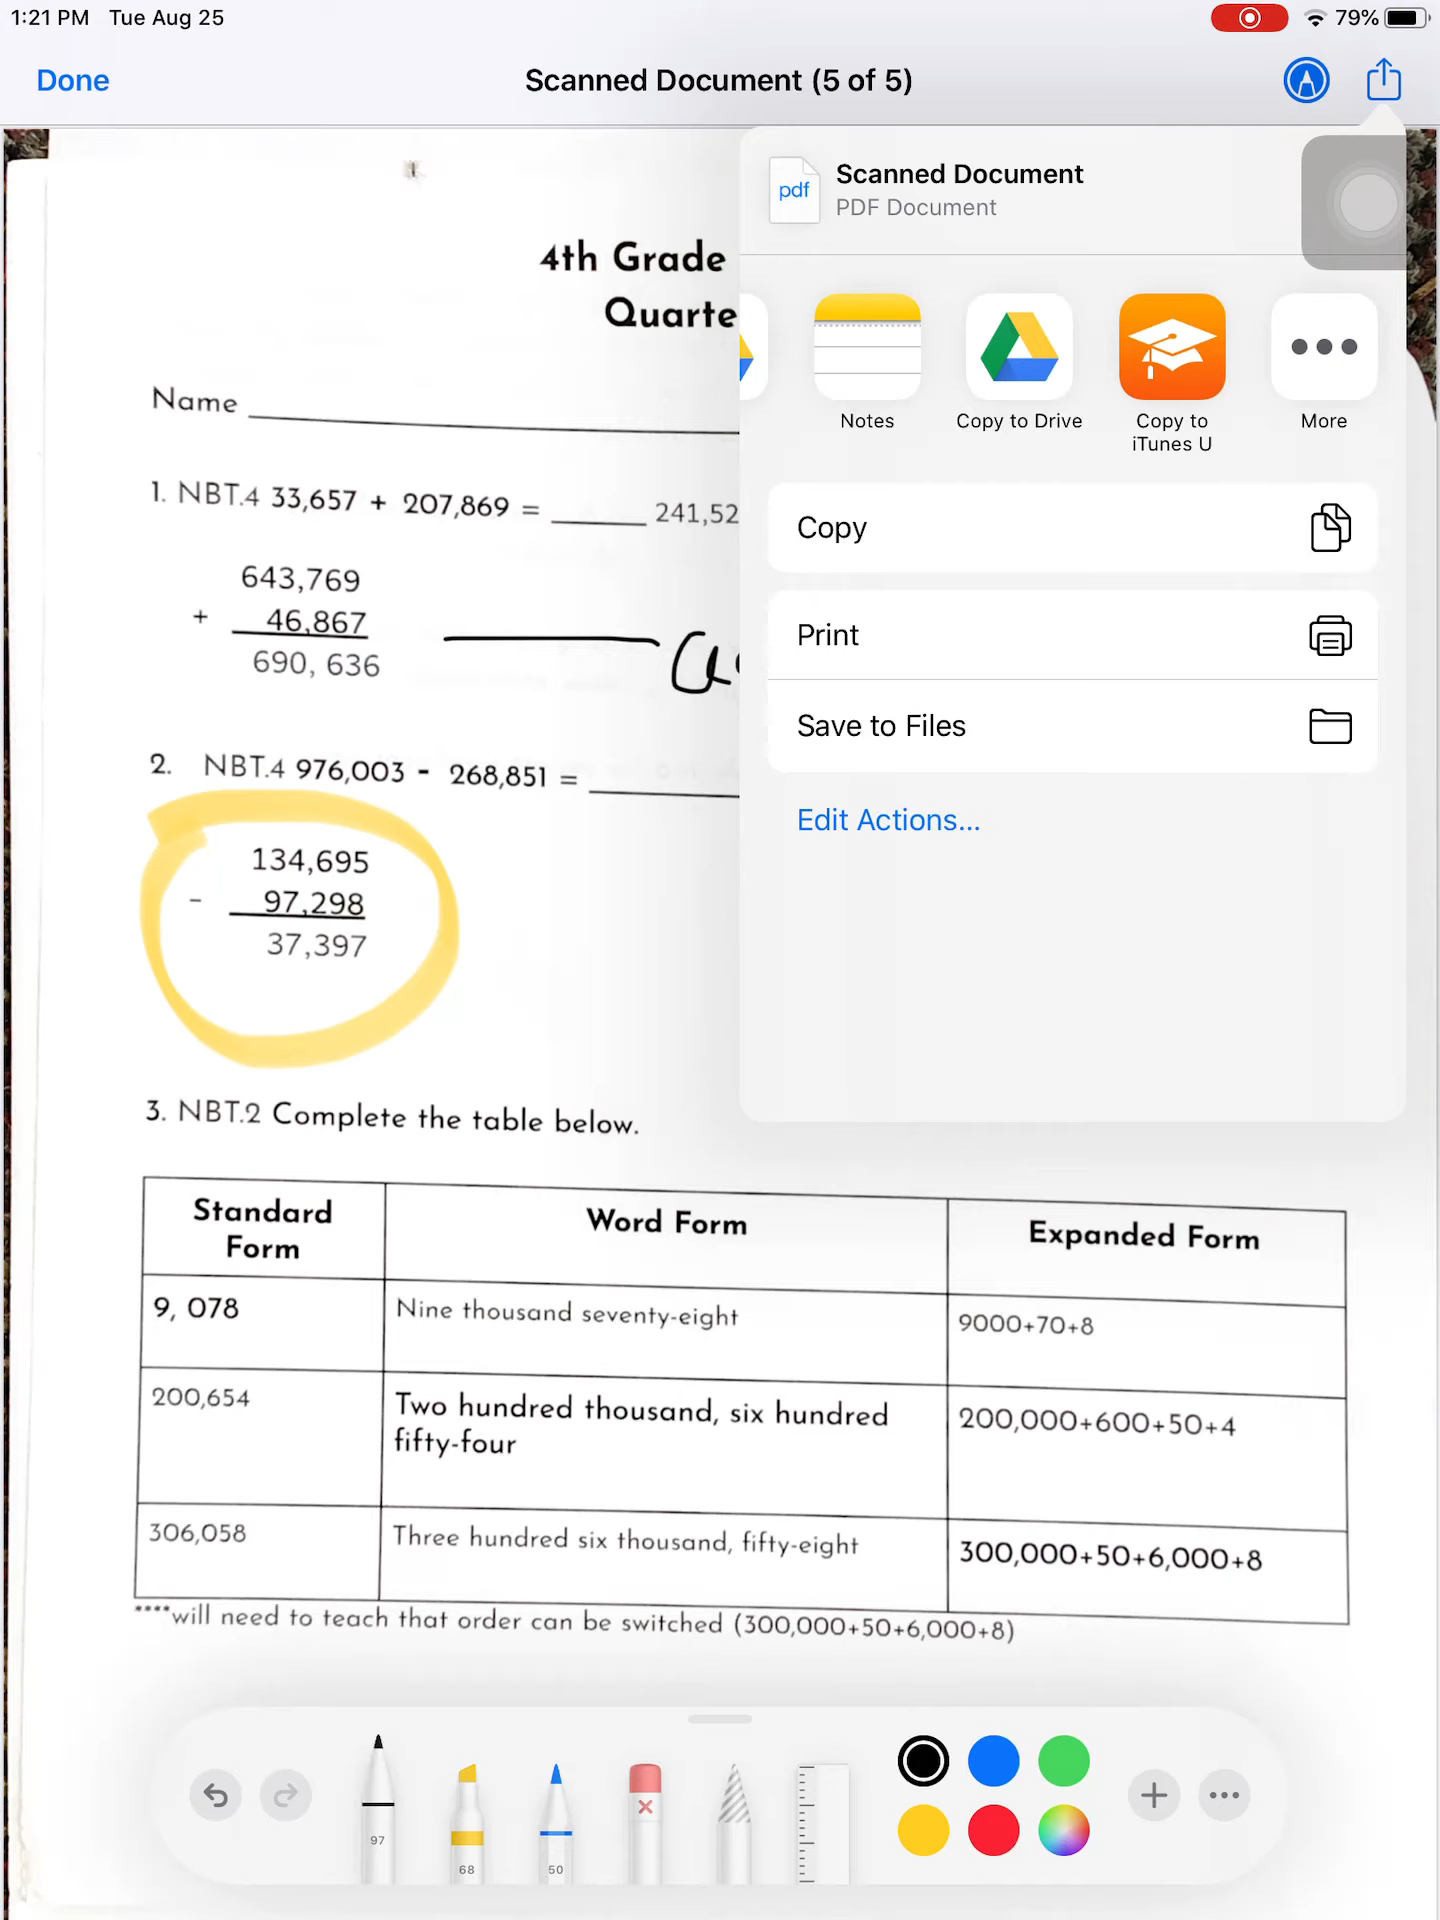 1:21 PM Tue Aug 25
79%
Done
Scanned Document (5 of 5)
pdf
Scanned Document
PDF Document
Notes
Copy to Drive
Copy to
iTunes U
More
Copy
Print
Save to Files
Edit Actions...
4th Grade
Quarte
Name
1. NBT.4 33,657 + 207,869 = ______ 241,52
643,769
+ 46,867
690, 636
2. NBT.4 976,003 - 268,851 = ______
134,695
- 97,298
37,397
3. NBT.2 Complete the table below.
Standard Form Word Form Expanded Form
9, 078 Nine thousand seventy-eight 9000+70+8
200,654 Two hundred thousand, six hundred fifty-four 200,000+600+50+4
306,058 Three hundred six thousand, fifty-eight 300,000+50+6,000+8
****will need to teach that order can be switched (300,000+50+6,000+8)
97
68
50